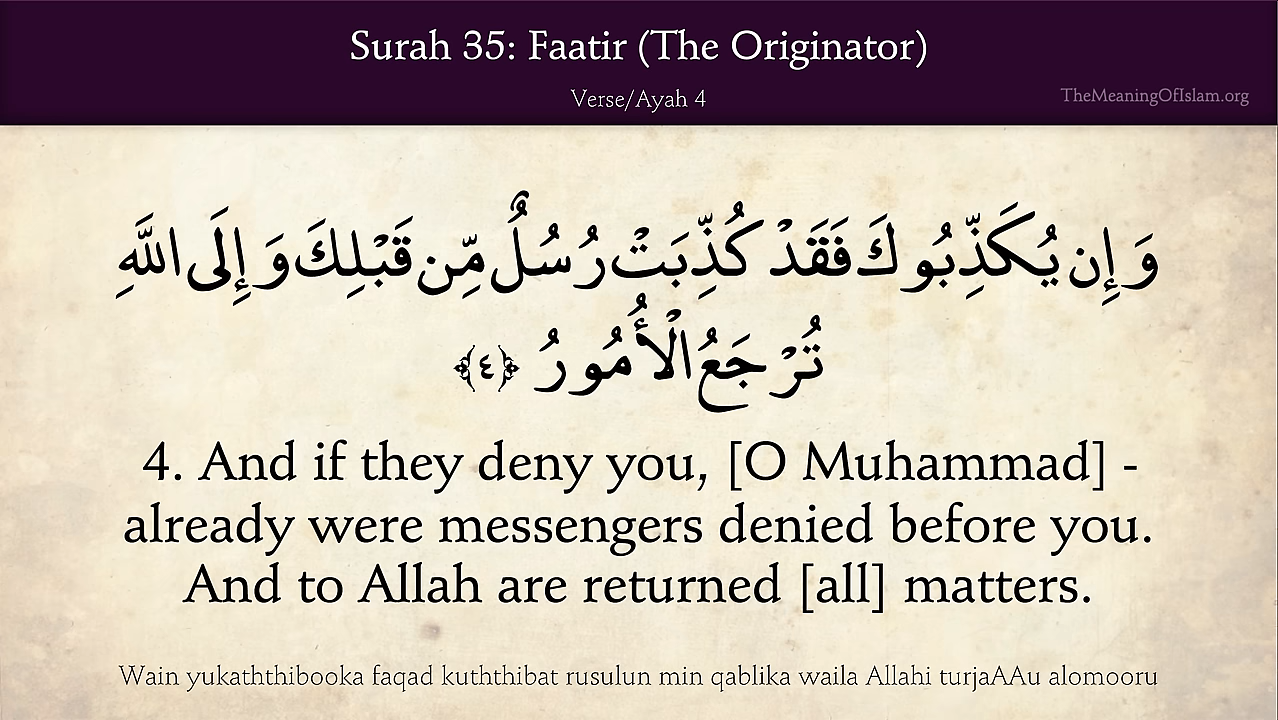 Surah 35: Faatir (The Originator)
Verse/Ayah 4
TheMeaningOfIslam.org
وَإِن يُكَذِّبُوكَ فَقَدْ كُذِّبَتْ رُسُلٌ مِّن قَبْلِكَ وَإِلَى اللَّهِ
تُرْجَعُ الْأُمُورُ ﴿٤﴾
4. And if they deny you, [O Muhammad] -
already were messengers denied before you.
And to Allah are returned [all] matters.
Wain yukaththibooka faqad kuththibat rusulun min qablika waila Allahi turjaAAu alomooru